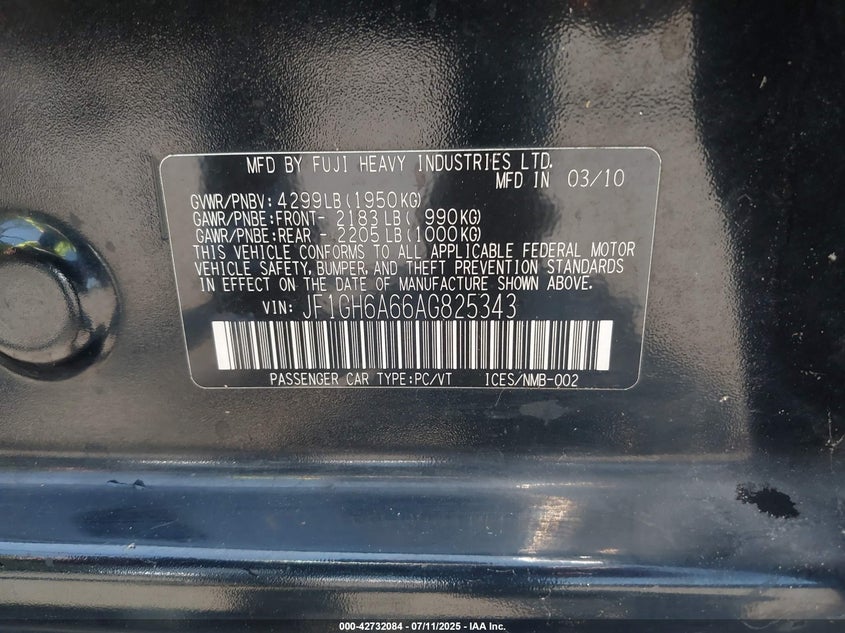 MFD BY FUJI HEAVY INDUSTRIES LTD.
MFD IN 03/10
GVWR/PNBV: 4299LB(1950KG)
GAWR/PNBE:FRONT- 2183LB( 990KG)
GAWR/PNBE:REAR - 2205LB(1000KG)
THIS VEHICLE CONFORMS TO ALL APPLICABLE FEDERAL MOTOR
VEHICLE SAFETY, BUMPER, AND THEFT PREVENTION STANDARDS
IN EFFECT ON THE DATE OF MANUFACTURE SHOWN ABOVE.
VIN: JF1GH6A66AG825343
PASSENGER CAR TYPE:PC/VT ICES/NMB-002
000-42732084 - 07/11/2025 - IAA Inc.